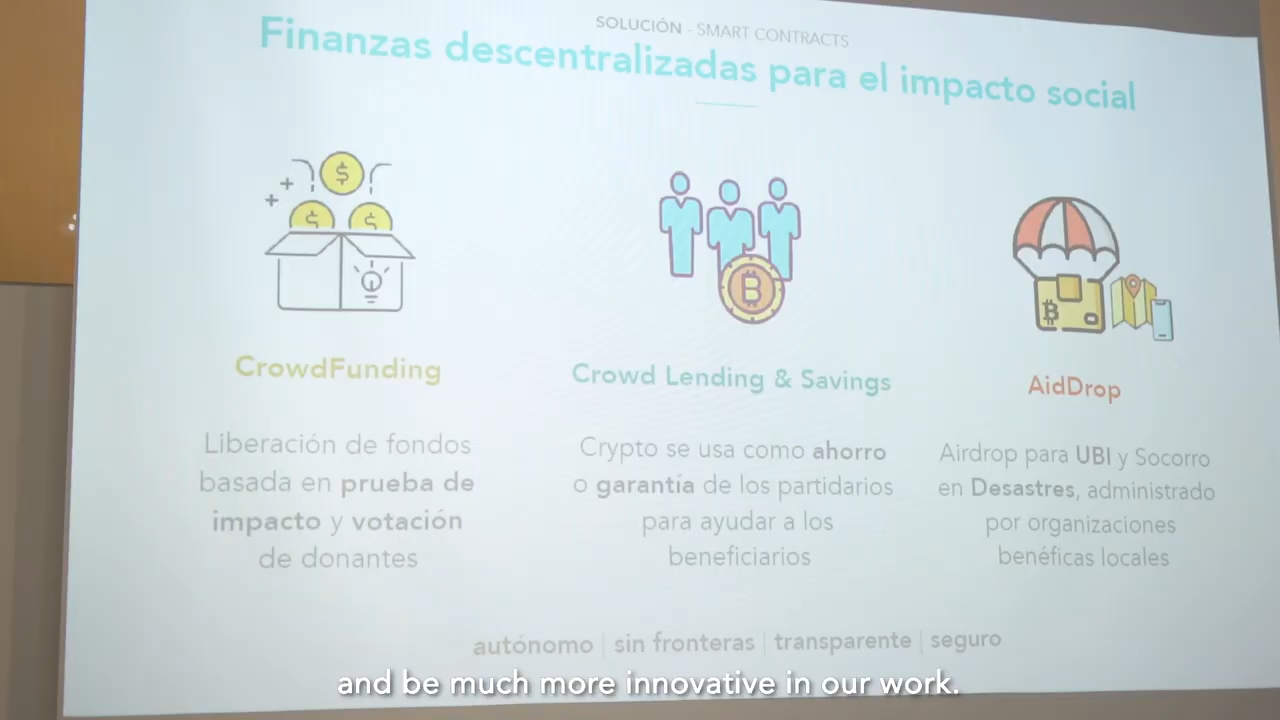 SOLUCIÓN - SMART CONTRACTS
Finanzas descentralizadas para el impacto social
CrowdFunding
Liberación de fondos
basada en prueba de
impacto y votación
de donantes
Crowd Lending & Savings
Crypto se usa como ahorro
o garantía de los partidarios
para ayudar a los
beneficiarios
AidDrop
Airdrop para UBI y Socorro
en Desastres, administrado
por organizaciones
benéficas locales
autónomo | sin fronteras | transparente | seguro
and be much more innovative in our work.